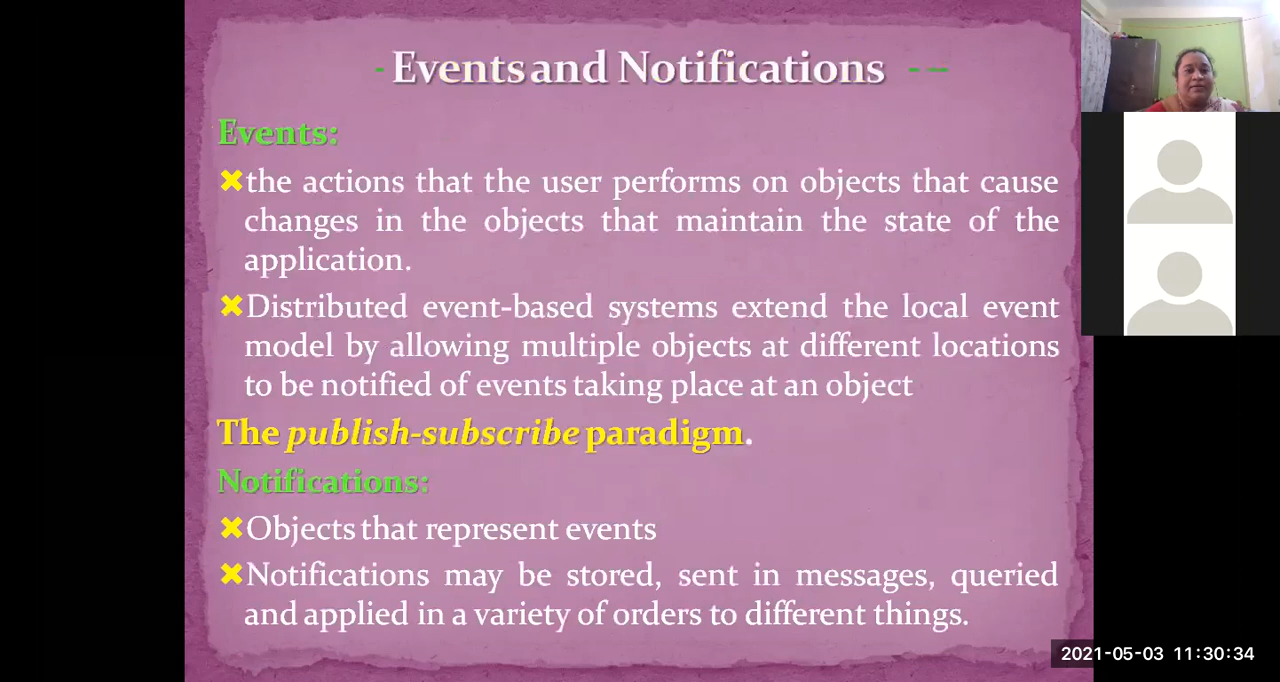 - Events and Notifications - --
Events:
✖the actions that the user performs on objects that cause
changes in the objects that maintain the state of the
application.
✖Distributed event-based systems extend the local event
model by allowing multiple objects at different locations
to be notified of events taking place at an object
The publish-subscribe paradigm.
Notifications:
✖Objects that represent events
✖Notifications may be stored, sent in messages, queried
and applied in a variety of orders to different things.
2021-05-03 11:30:34